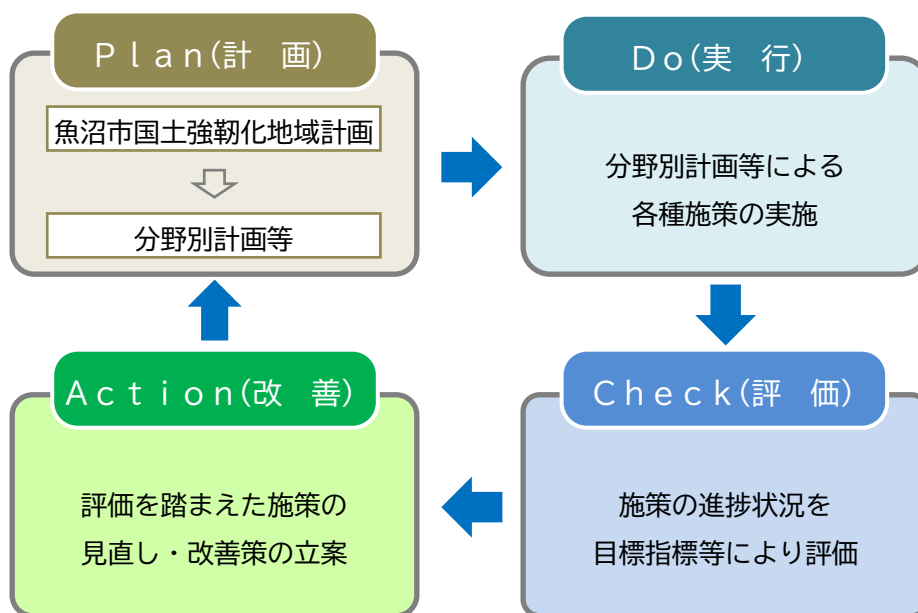 Ｐｌａｎ(計　画)
魚沼市国土強靭化地域計画
分野別計画等
Ｄｏ(実　行)
分野別計画等による
各種施策の実施
Ｃｈｅｃｋ(評　価)
施策の進捗状況を
目標指標等により評価
Ａｃｔｉｏｎ(改　善)
評価を踏まえた施策の
見直し・改善策の立案